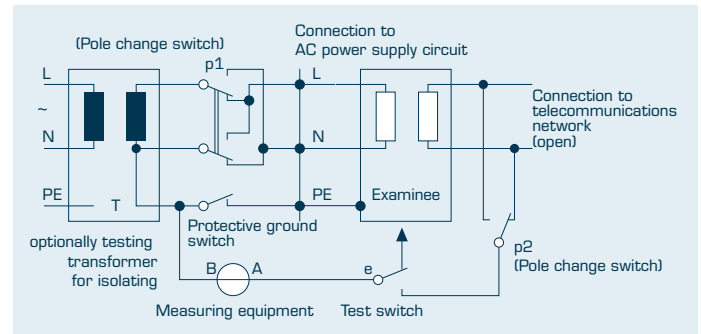 Connection to
AC power supply circuit
(Pole change switch)
p1
L
L
~
Connection to
telecommunications
network
(open)
N
N
PE
T
PE
Examinee
Protective ground
switch
optionally testing
transformer
for isolating
p2
(Pole change switch)
B
A
e
Measuring equipment
Test switch